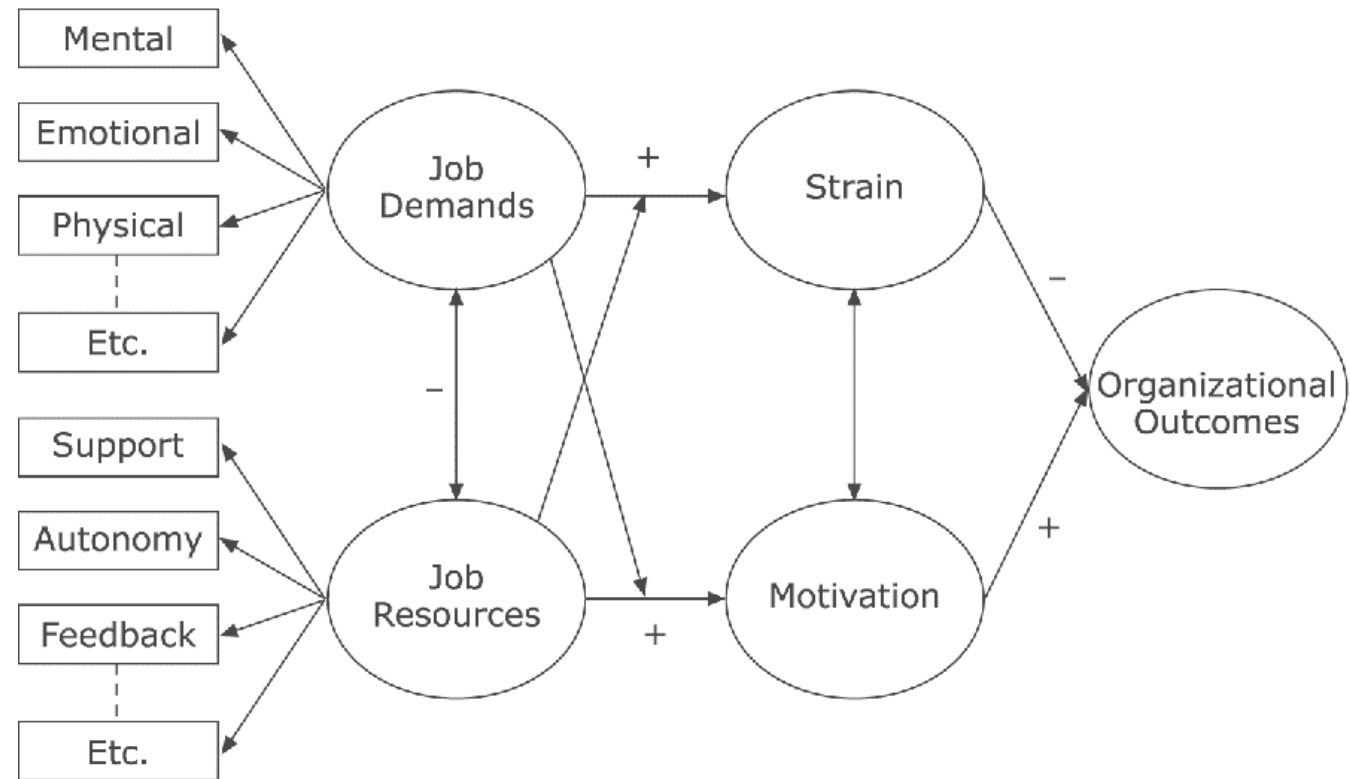 Mental
Emotional
Physical
Etc.
Support
Autonomy
Feedback
Etc.
Job
Demands
Job
Resources
+
–
+
Strain
Motivation
–
+
Organizational
Outcomes